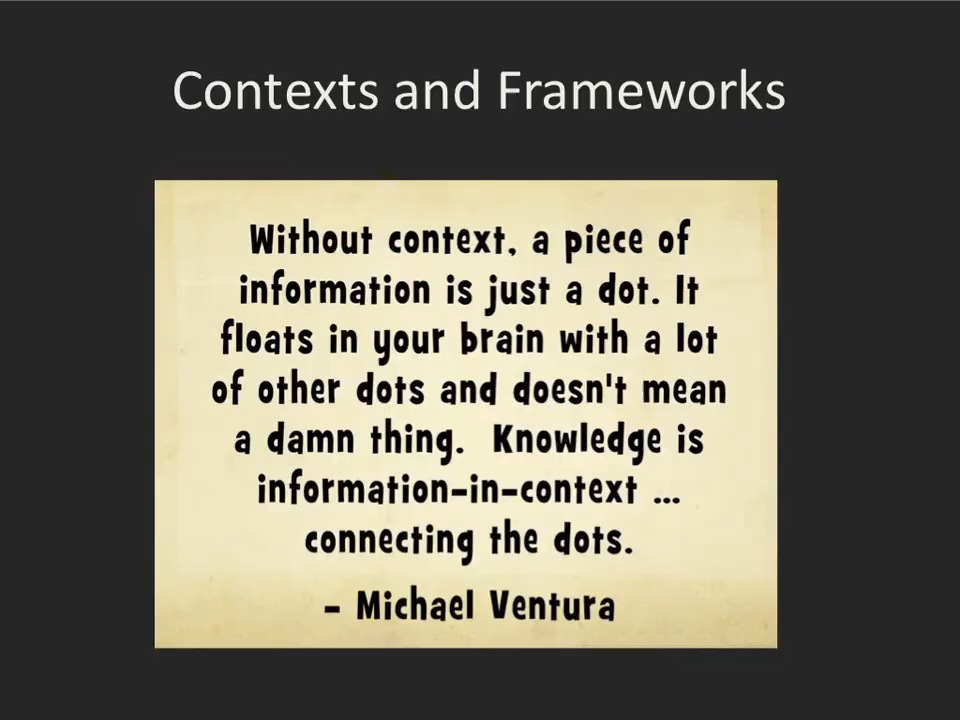 Contexts and Frameworks
Without context, a piece of
information is just a dot. It
floats in your brain with a lot
of other dots and doesn't mean
a damn thing. Knowledge is
information-in-context ...
connecting the dots.
- Michael Ventura